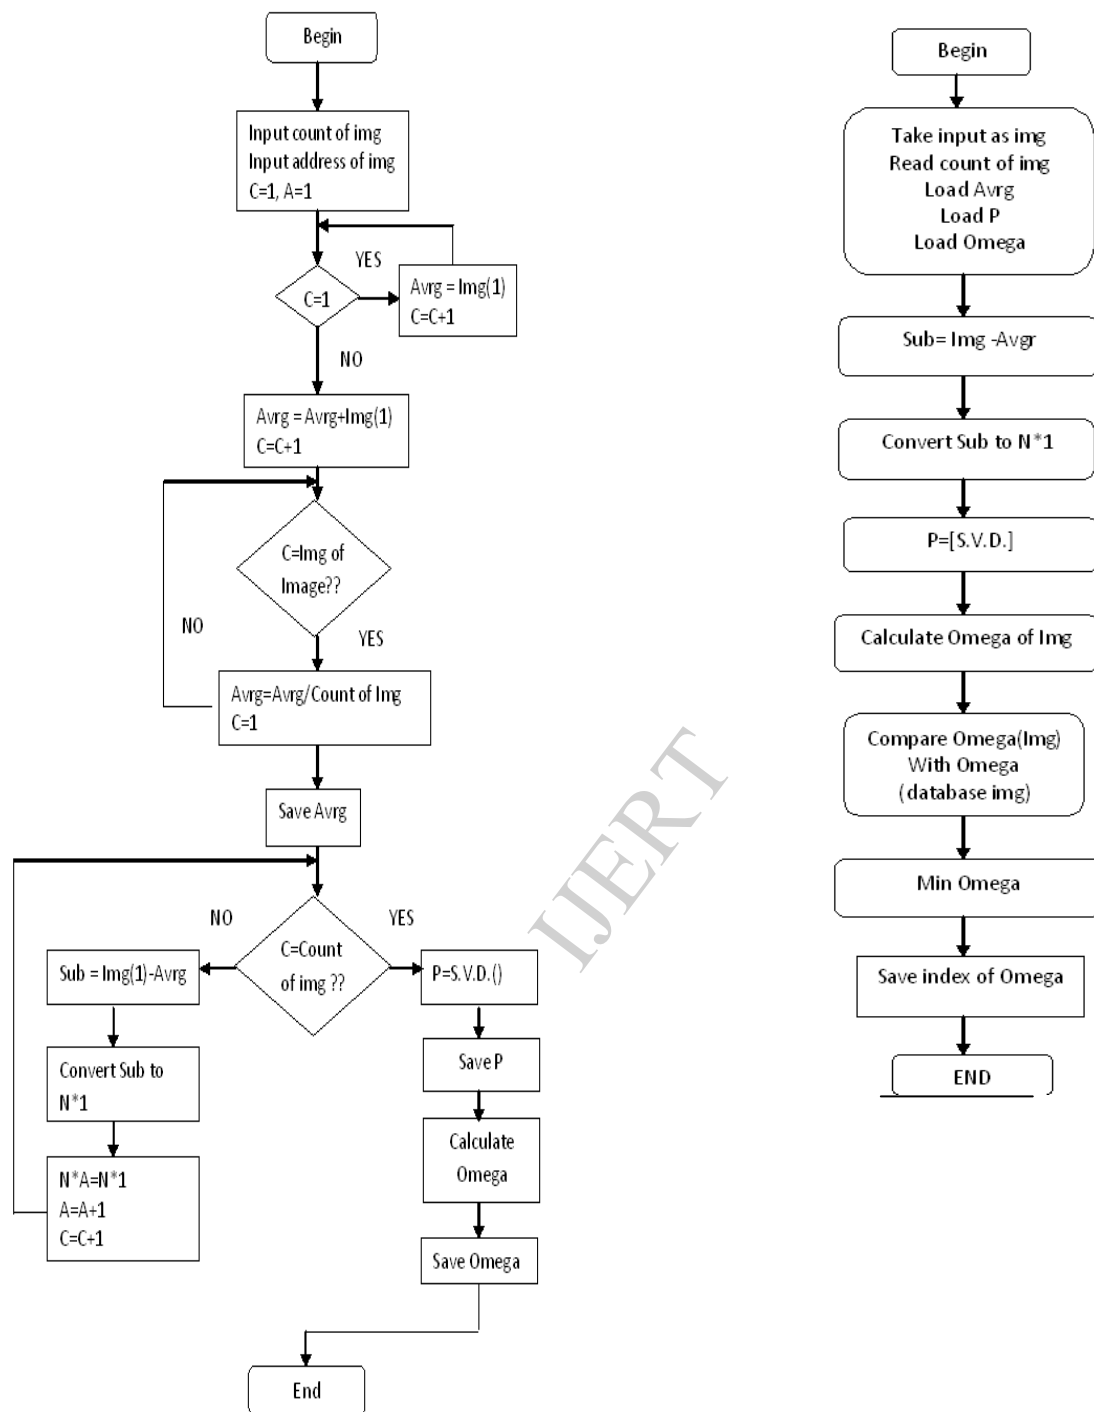 Begin
Input count of img
Input address of img
C=1, A=1
YES
C=1
Avrg = Img(1)
C=C+1
NO
Avrg = Avrg+Img(1)
C=C+1
C=Img of
Image??
NO
YES
Avrg=Avrg/Count of Img
C=1
Save Avrg
NO
YES
C=Count
of img ??
Sub = Img(1)-Avrg
P=S.V.D.()
Convert Sub to
N*1
Save P
N*A=N*1
A=A+1
C=C+1
Calculate
Omega
Save Omega
End
IJERT
Begin
Take input as img
Read count of img
Load Avrg
Load P
Load Omega
Sub= Img -Avgr
Convert Sub to N*1
P=[S.V.D.]
Calculate Omega of Img
Compare Omega(Img)
With Omega
(database img)
Min Omega
Save index of Omega
END